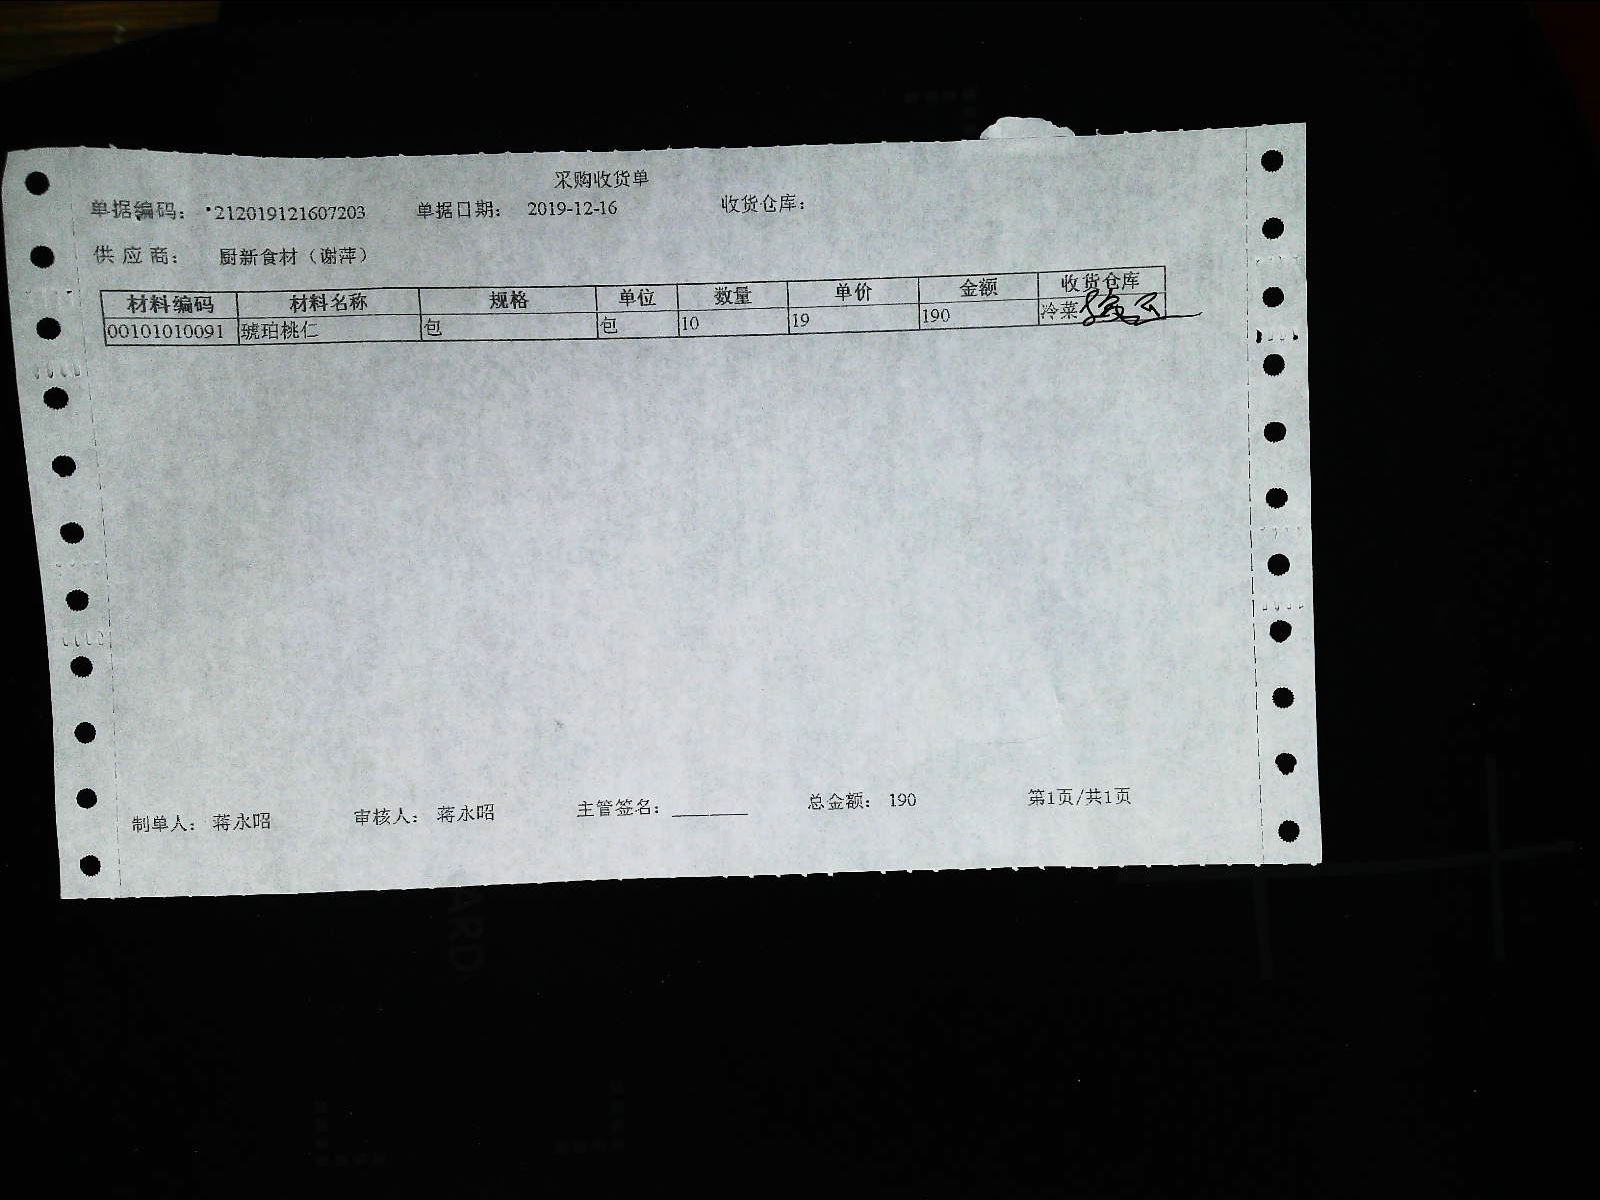 采购收货单
单据编码： 212019121607203 单据日期： 2019-12-16 收货仓库：
供应商： 厨新食材（谢萍）
材料编码 材料名称 规格 单位 数量 单价 金额 收货仓库
00101010091 琥珀桃仁 包 包 10 19 190 冷菜
制单人： 蒋永昭 审核人： 蒋永昭 主管签名： ________ 总金额： 190 第1页/共1页
ARD